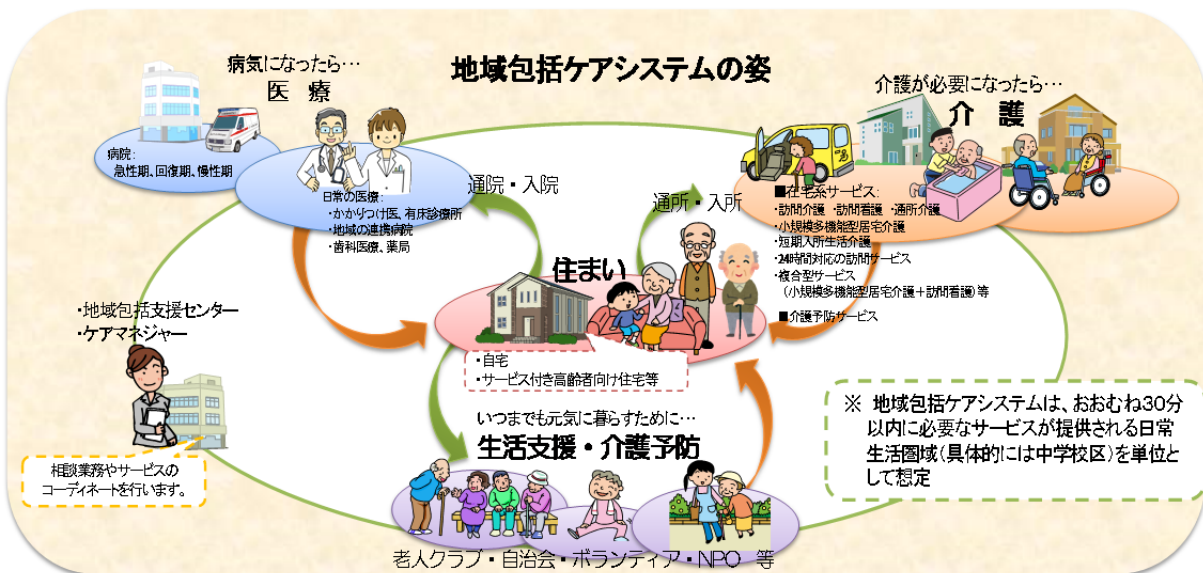 地域包括ケアシステムの姿
病気になったら…
医 療
病院:
急性期、回復期、慢性期
日常の医療:
・かかりつけ医、有床診療所
・地域の連携病院
・歯科医療、薬局
通院・入院
通所・入所
介護が必要になったら…
介 護
■在宅系サービス:
・訪問介護 ・訪問看護 ・通所介護
・小規模多機能型居宅介護
・短期入所生活介護
・24時間対応の訪問サービス
・複合型サービス
(小規模多機能型居宅介護+訪問看護)等
■介護予防サービス
住まい
・自宅
・サービス付き高齢者向け住宅等
・地域包括支援センター
・ケアマネジャー
相談業務やサービスの
コーディネートを行います。
いつまでも元気に暮らすために…
生活支援・介護予防
老人クラブ・自治会・ボランティア・NPO 等
※ 地域包括ケアシステムは、おおむね30分
以内に必要なサービスが提供される日常
生活圏域(具体的には中学校区)を単位と
して想定